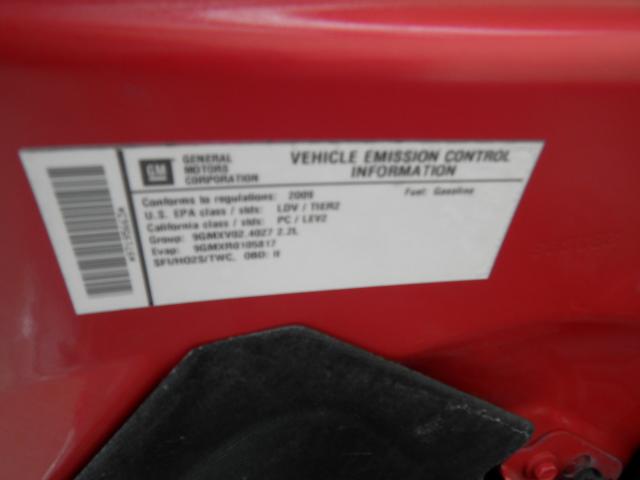 GM
GENERAL
MOTORS
CORPORATION
VEHICLE EMISSION CONTROL
INFORMATION
Conforms to regulations: 2009
Fuel: Gasoline
U.S. EPA class / stds: LDV / TIER2
California class / stds: PC / LEV2
Group: 9GMXV02.4027 2.2L
Evap: 9GMXR0105817
SFI/HO2S/TWC, OBD: II